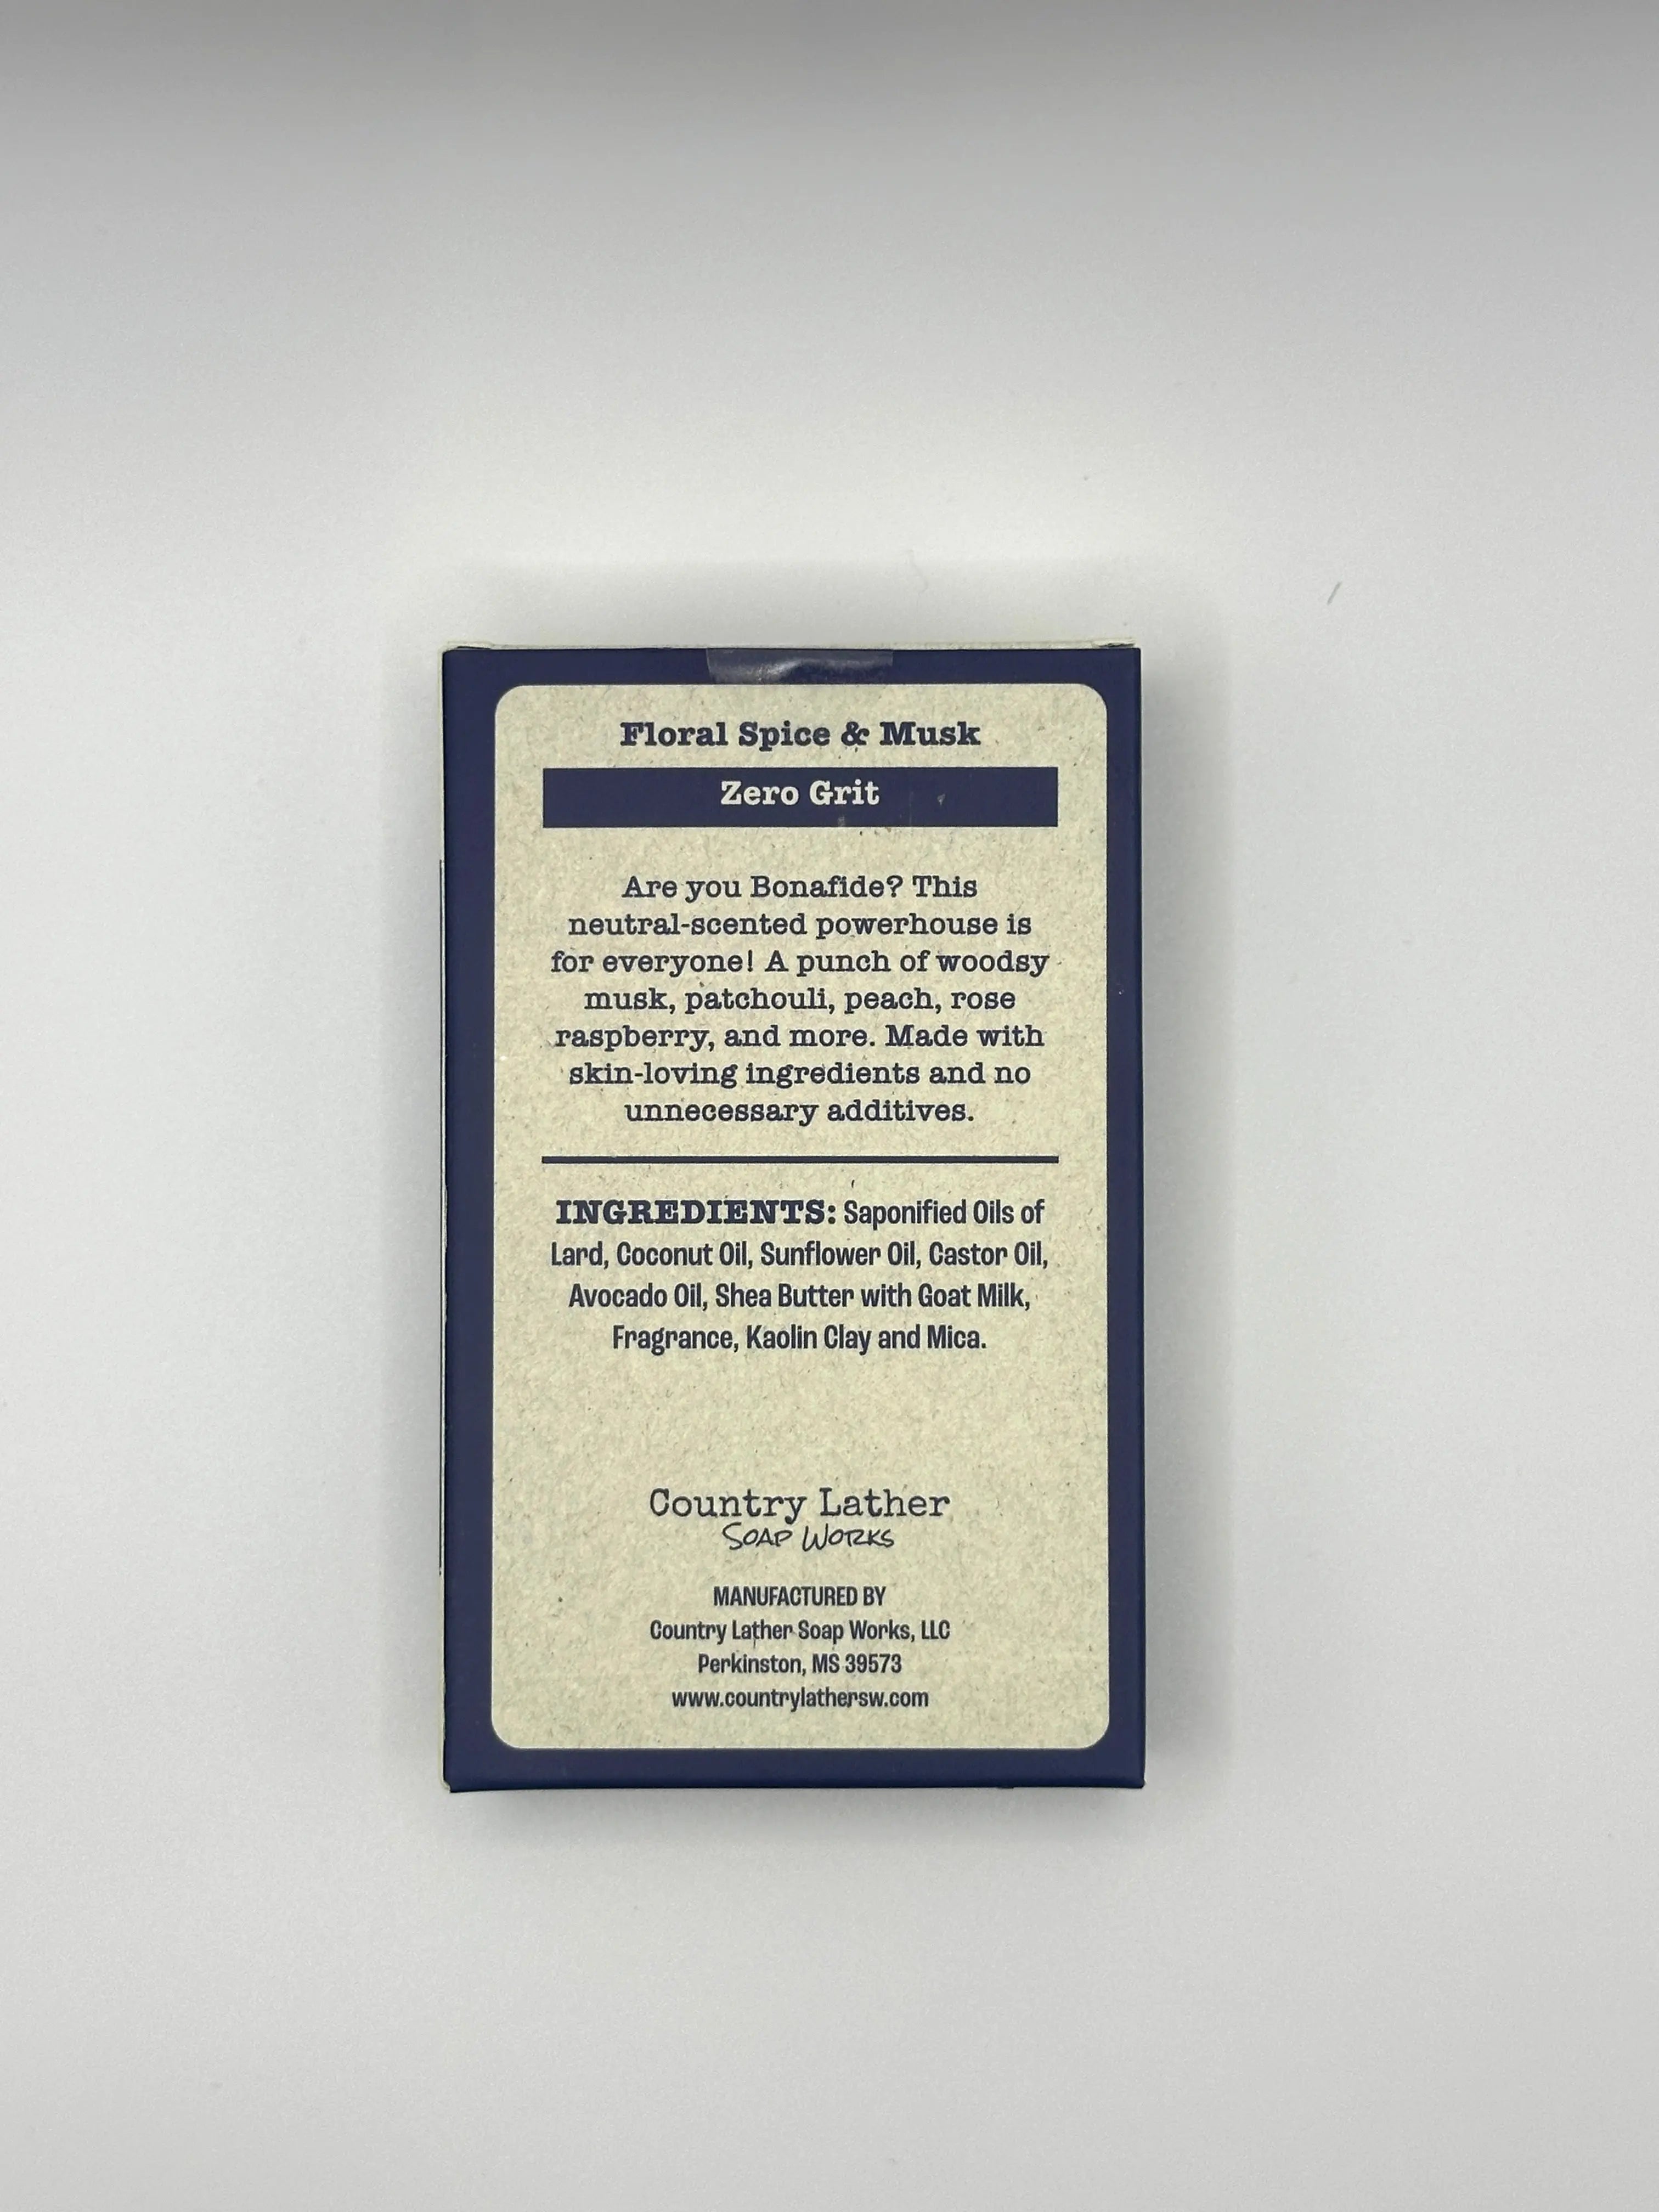 Floral Spice & Musk
Zero Grit
Are you Bonafide? This
neutral-scented powerhouse is
for everyone! A punch of woodsy
musk, patchouli, peach, rose
raspberry, and more. Made with
skin-loving ingredients and no
unnecessary additives.
INGREDIENTS: Saponified Oils of
Lard, Coconut Oil, Sunflower Oil, Castor Oil,
Avocado Oil, Shea Butter with Goat Milk,
Fragrance, Kaolin Clay and Mica.
Country Lather
SOAP WORKS
MANUFACTURED BY
Country Lather Soap Works, LLC
Perkinston, MS 39573
www.countrylathersw.com